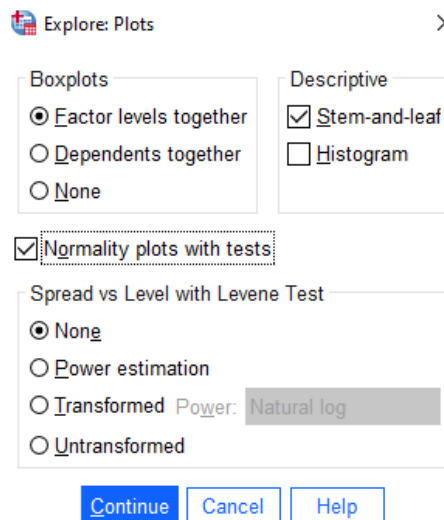 Explore: Plots
Boxplots
Factor levels together
Dependents together
None
Descriptive
Stem-and-leaf
Histogram
Normality plots with tests
Spread vs Level with Levene Test
None
Power estimation
Transformed Power: Natural log
Untransformed
Continue Cancel Help